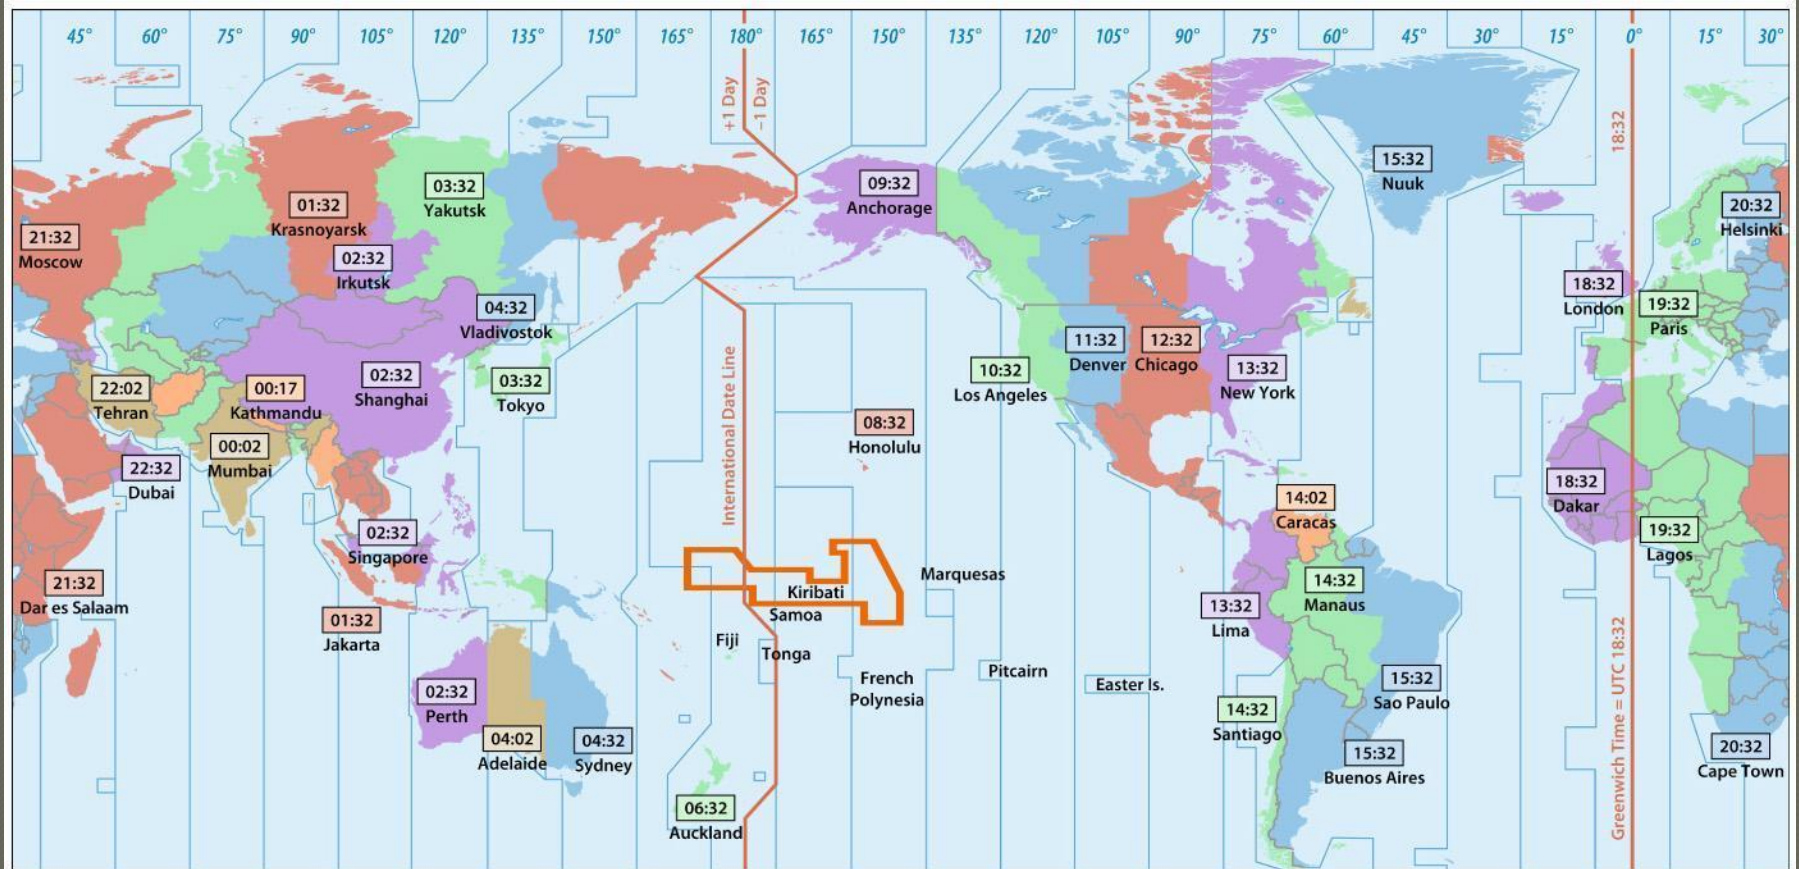 45° 60° 75° 90° 105° 120° 135° 150° 165° 180° 165° 150° 135° 120° 105° 90° 75° 60° 45° 30° 15° 0° 15° 30°
+1 Day
−1 Day
International Date Line
18:32
Greenwich Time = UTC 18:32
21:32
Moscow
01:32
Krasnoyarsk
03:32
Yakutsk
02:32
Irkutsk
04:32
Vladivostok
22:02
Tehran
00:17
Kathmandu
02:32
Shanghai
03:32
Tokyo
00:02
Mumbai
22:32
Dubai
02:32
Singapore
21:32
Dar es Salaam
01:32
Jakarta
02:32
Perth
04:02
Adelaide
04:32
Sydney
06:32
Auckland
09:32
Anchorage
08:32
Honolulu
Kiribati
Samoa
Fiji
Tonga
Marquesas
French
Polynesia
Pitcairn
Easter Is.
10:32
Los Angeles
11:32
Denver
12:32
Chicago
13:32
New York
15:32
Nuuk
14:02
Caracas
14:32
Manaus
13:32
Lima
14:32
Santiago
15:32
Sao Paulo
15:32
Buenos Aires
20:32
Helsinki
18:32
London
19:32
Paris
18:32
Dakar
19:32
Lagos
20:32
Cape Town